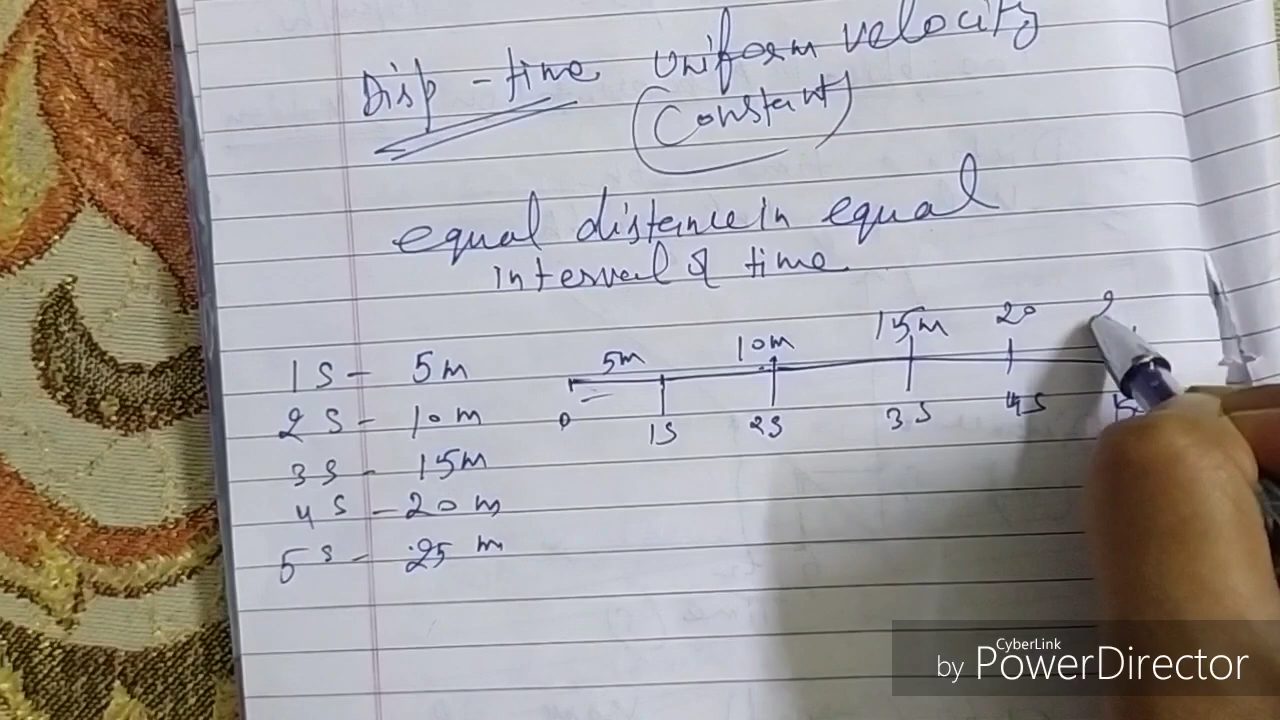 Disp - time uniform velocity
(Constant)
equal distance in equal
interval of time
1S - 5m
2S - 10m
3S - 15m
4S - 20m
5S - 25m
5m 10m 15m 20
0 1S 2S 3S 4S
CyberLink
by PowerDirector